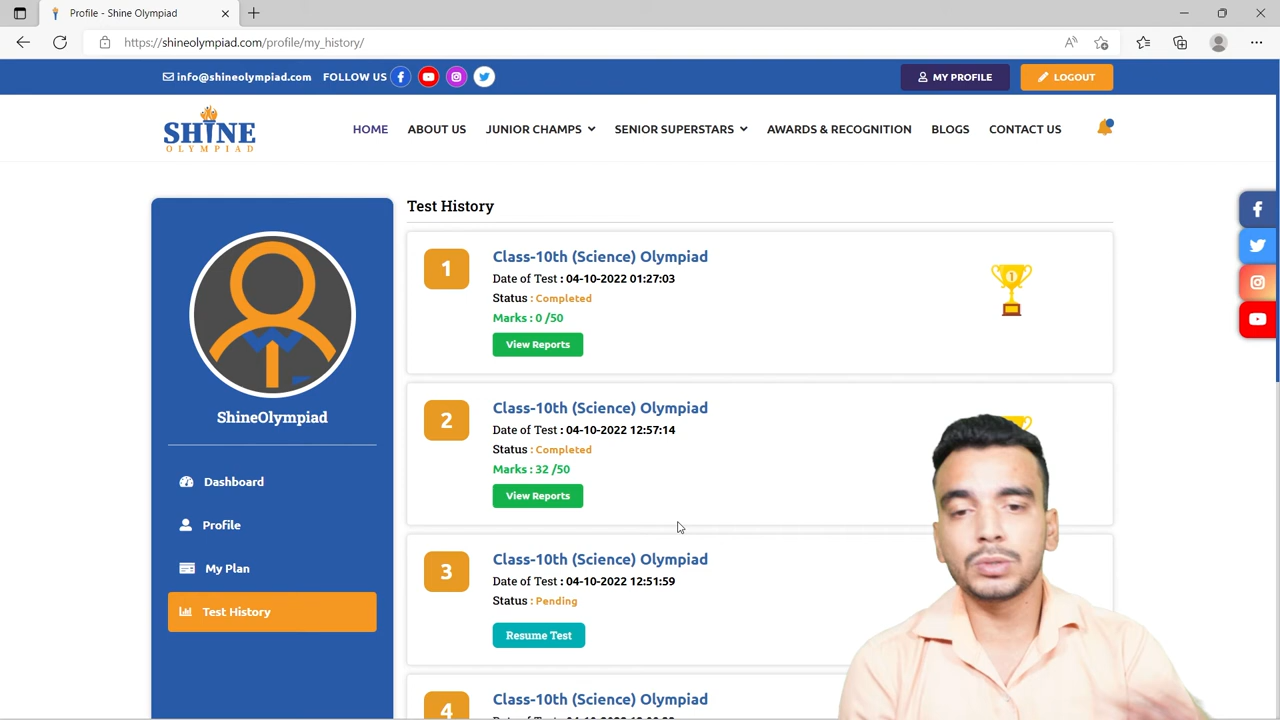 Profile - Shine Olympiad
https://shineolympiad.com/profile/my_history/
info@shineolympiad.com FOLLOW US
MY PROFILE
LOGOUT
SHINE
OLYMPIAD
HOME ABOUT US JUNIOR CHAMPS SENIOR SUPERSTARS AWARDS & RECOGNITION BLOGS CONTACT US
ShineOlympiad
Dashboard
Profile
My Plan
Test History
Test History
1
Class-10th (Science) Olympiad
Date of Test : 04-10-2022 01:27:03
Status : Completed
Marks : 0 /50
View Reports
1
2
Class-10th (Science) Olympiad
Date of Test : 04-10-2022 12:57:14
Status : Completed
Marks : 32 /50
View Reports
3
Class-10th (Science) Olympiad
Date of Test : 04-10-2022 12:51:59
Status : Pending
Resume Test
4
Class-10th (Science) Olympiad